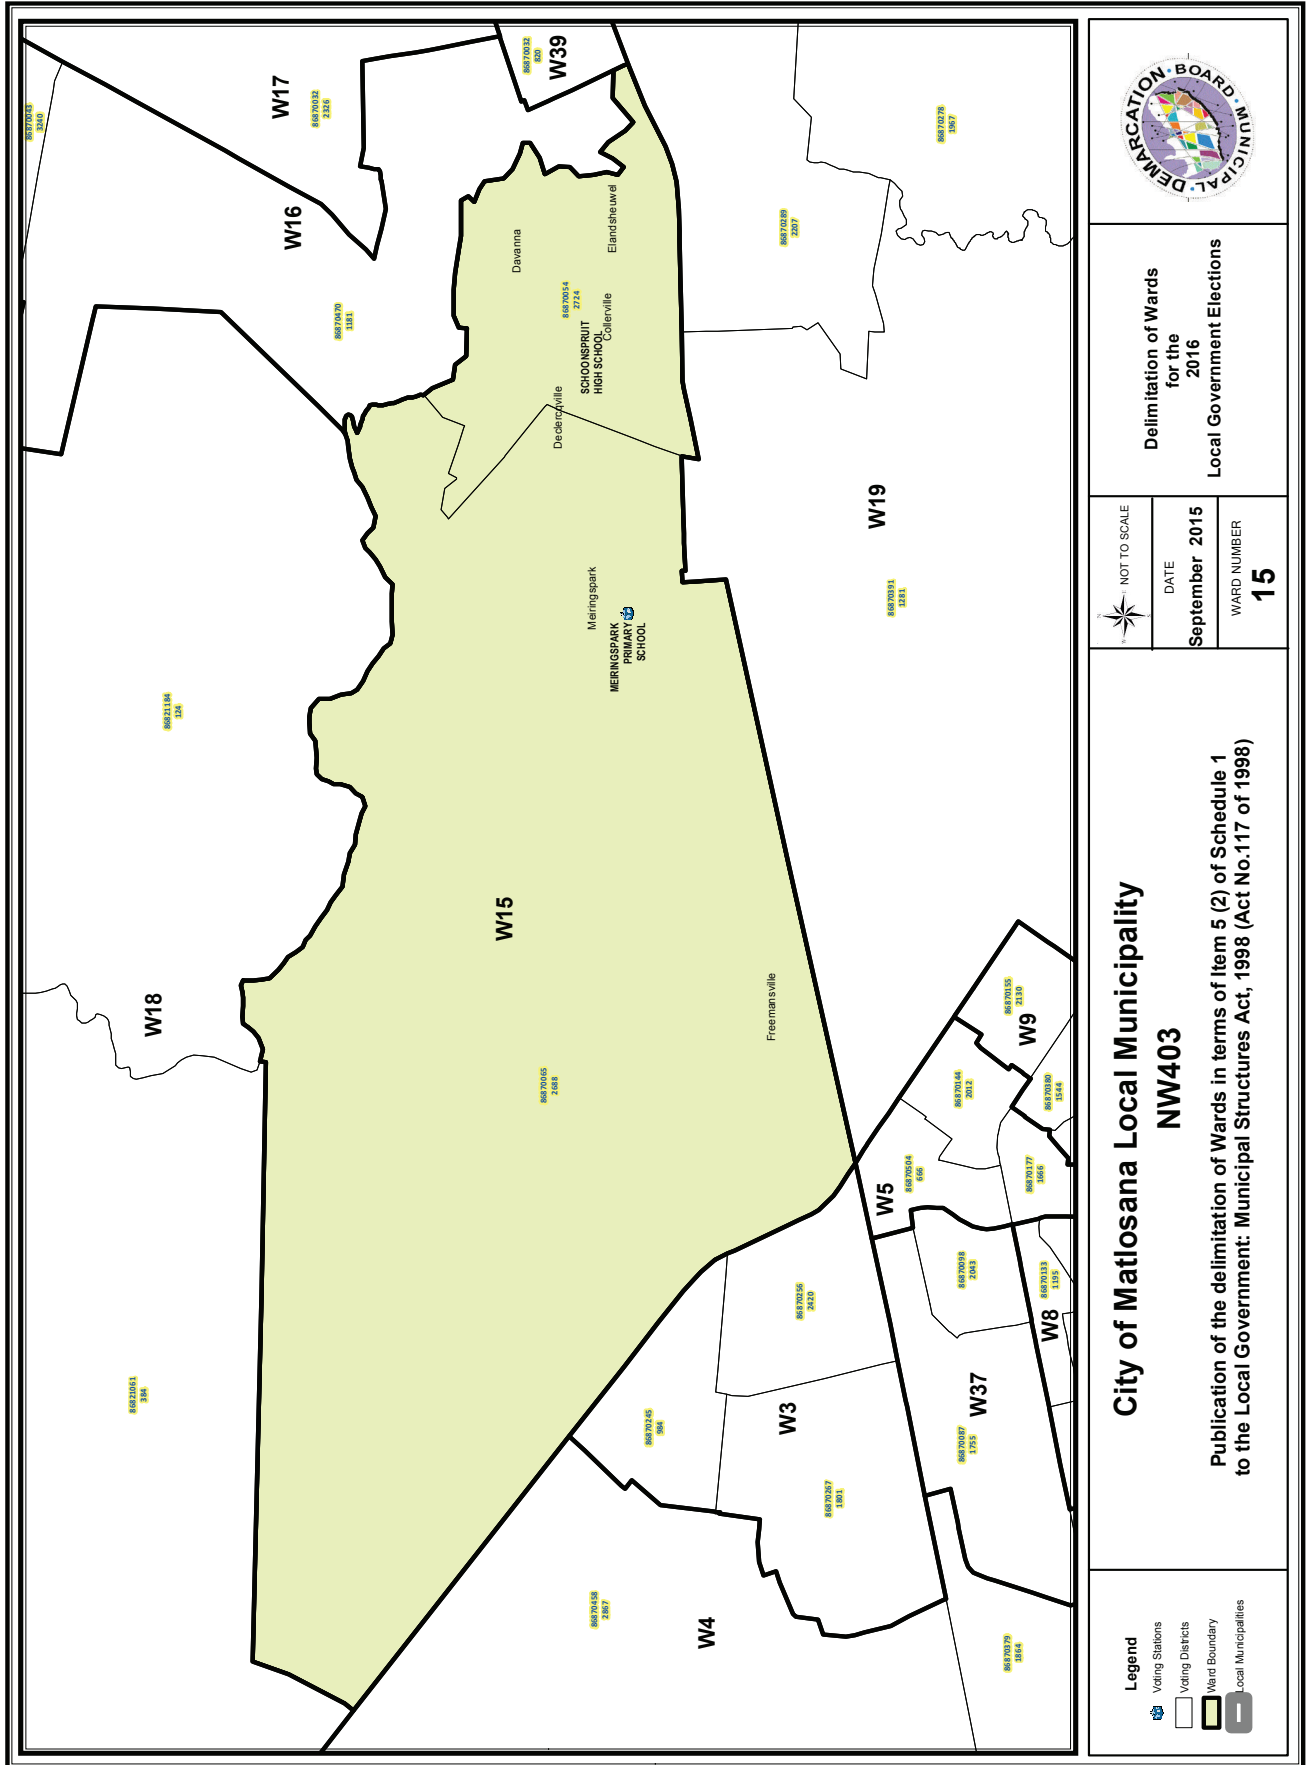 86870043
3240
W17
86870032
2326
86870032
820
W39
W16
86870470
1181
86870278
1967
86870289
2207
Davanna
Elandsheuwel
86870054
2724
Collerville
SCHOONSPRUIT
HIGH SCHOOL
Declercqville
W19
86870391
1281
Meiringspark
MEIRINGSPARK
PRIMARY
SCHOOL
86821184
124
W15
W18
Freemansville
86870065
2688
86870155
2130
W9
86870144
2012
86870380
1544
W5
86870504
666
86870177
1666
86870098
2043
86870133
1195
W8
86870256
2420
W3
W37
86870087
1755
86821061
384
86870245
984
86870267
1801
86870458
2867
W4
86870379
1864
Legend
Voting Stations
Voting Districts
Ward Boundary
Local Municipalities
City of Matlosana Local Municipality
NW403
Publication of the delimitation of Wards in terms of Item 5 (2) of Schedule 1
to the Local Government: Municipal Structures Act, 1998 (Act No.117 of 1998)
N
W
E
S
NOT TO SCALE
DATE
September 2015
WARD NUMBER
15
Delimitation of Wards
for the
2016
Local Government Elections
MUNICIPAL • DEMARCATION • BOARD •